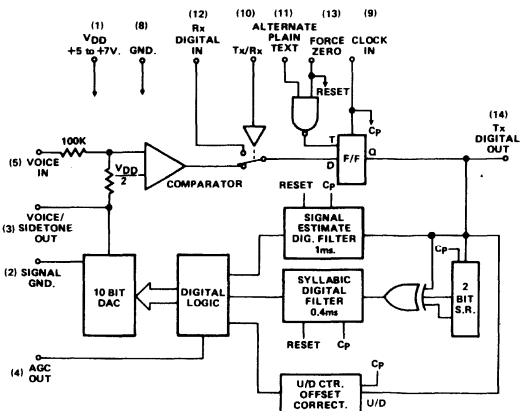 (1)
VDD
+5 to +7V.
(8)
GND.
(12)
Rx
DIGITAL
IN
(10)
Tx/Rx
(11)
ALTERNATE
PLAIN
TEXT
(13)
FORCE
ZERO
(9)
CLOCK
IN
RESET
CP
(14)
Tx
DIGITAL
OUT
100K
(5) VOICE
IN
VDD
2
COMPARATOR
T
D
F/F
Q
VOICE/
(3) SIDETONE
OUT
RESET
CP
SIGNAL
ESTIMATE
DIG. FILTER
1ms.
CP
(2) SIGNAL
GND.
10 BIT
DAC
DIGITAL
LOGIC
SYLLABIC
DIGITAL
FILTER
0.4ms
2
BIT
S.R.
RESET
CP
(4) AGC
OUT
U/D CTR.
OFFSET
CORRECT.
CP
U/D